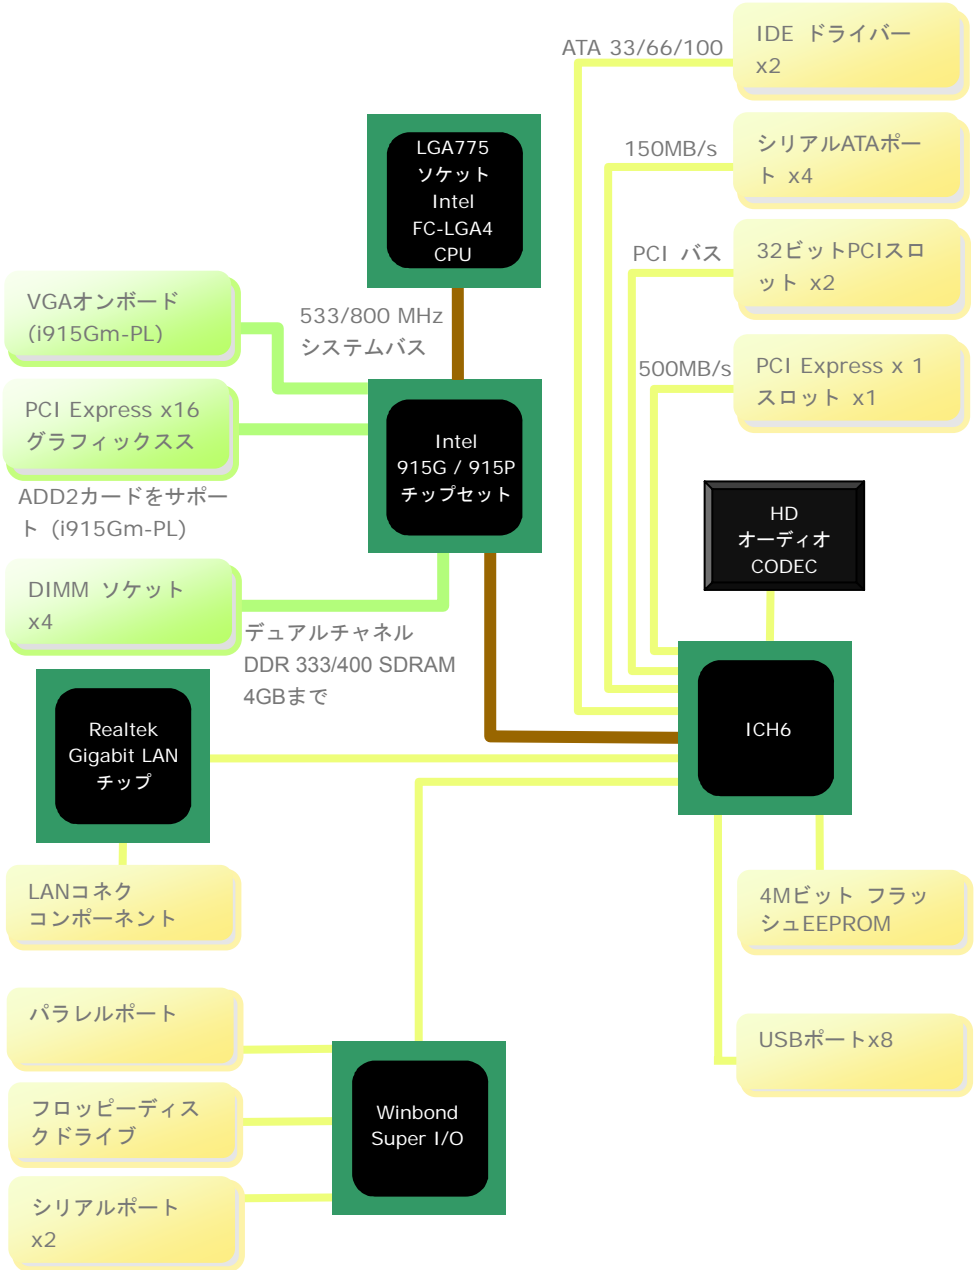 IDE ドライバー
x2
ATA 33/66/100
シリアルATAポー
ト x4
150MB/s
32ビットPCIスロ
ット x2
PCI バス
PCI Express x 1
スロット x1
500MB/s
LGA775
ソケット
Intel
FC-LGA4
CPU
533/800 MHz
システムバス
VGAオンボード
(i915Gm-PL)
PCI Express x16
グラフィックスス
ADD2カードをサポー
ト (i915Gm-PL)
Intel
915G / 915P
チップセット
HD
オーディオ
CODEC
DIMM ソケット
x4
デュアルチャネル
DDR 333/400 SDRAM
4GBまで
Realtek
Gigabit LAN
チップ
ICH6
LANコネク
コンポーネント
4Mビット フラッ
シュEEPROM
パラレルポート
USBポートx8
フロッピーディス
クドライブ
Winbond
Super I/O
シリアルポート
x2